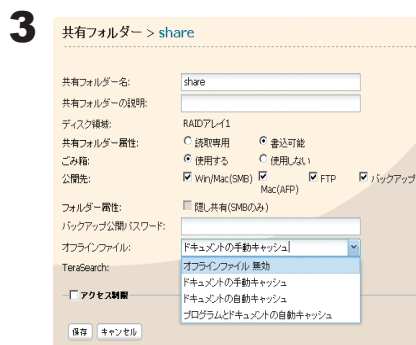 3
共有フォルダー > share
共有フォルダー名: share
共有フォルダーの説明:
ディスク領域: RAIDアレイ1
共有フォルダー属性: 読取専用 書込可能
ごみ箱: 使用する 使用しない
公開先: Win/Mac(SMB) Mac(AFP) FTP バックアップ
フォルダー属性: 隠し共有(SMBのみ)
バックアップ公開パスワード:
オフラインファイル: ドキュメントの手動キャッシュ
TeraSearch: オフラインファイル 無効
ドキュメントの手動キャッシュ
ドキュメントの自動キャッシュ
プログラムとドキュメントの自動キャッシュ
アクセス制限
保存 キャンセル